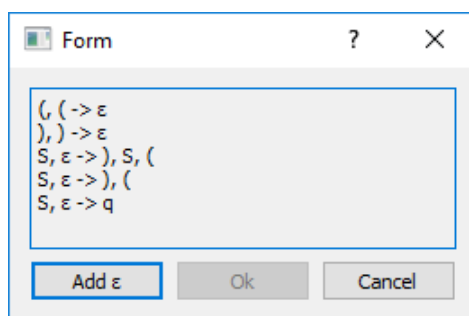 Form
?
(, ( -> ε
), ) -> ε
S, ε -> ), S, (
S, ε -> ), (
S, ε -> q
Add ε
Ok
Cancel